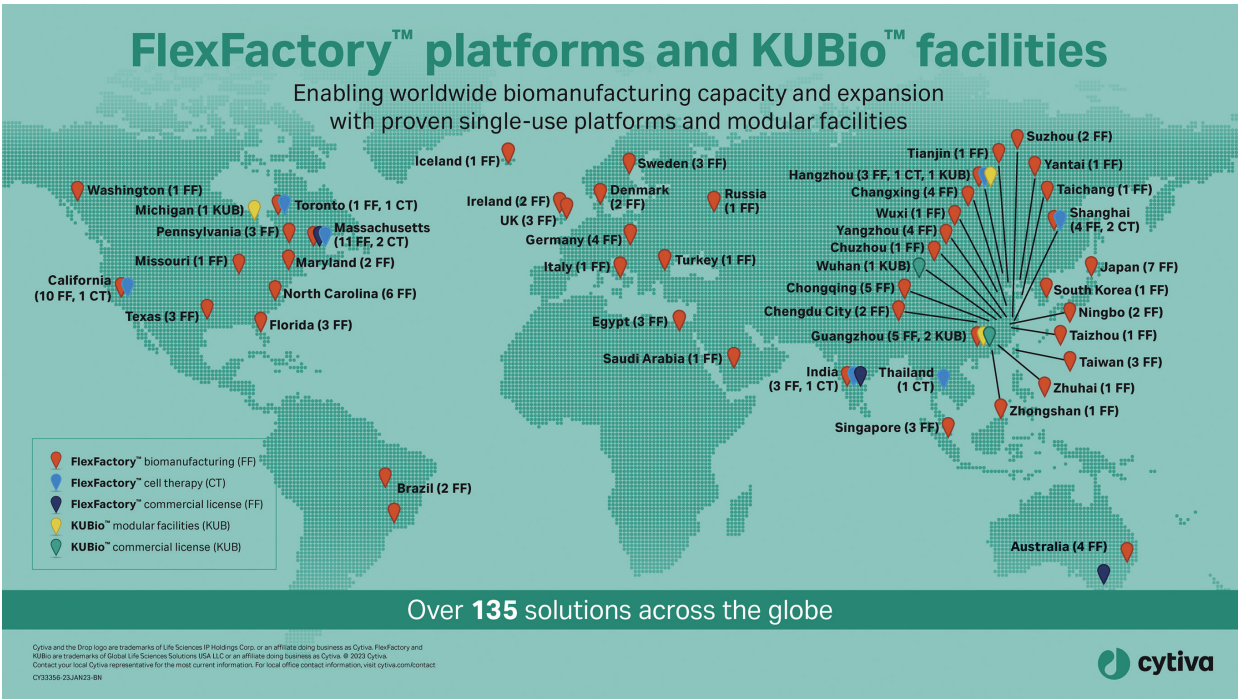 FlexFactory™ platforms and KUBio™ facilities
Enabling worldwide biomanufacturing capacity and expansion
with proven single-use platforms and modular facilities
Iceland (1 FF)
Sweden (3 FF)
Washington (1 FF)
Michigan (1 KUB)
Toronto (1 FF, 1 CT)
Pennsylvania (3 FF)
Massachusetts
(11 FF, 2 CT)
Missouri (1 FF)
Maryland (2 FF)
California
(10 FF, 1 CT)
North Carolina (6 FF)
Texas (3 FF)
Florida (3 FF)
Ireland (2 FF)
UK (3 FF)
Denmark
(2 FF)
Russia
(1 FF)
Germany (4 FF)
Italy (1 FF)
Turkey (1 FF)
Egypt (3 FF)
Saudi Arabia (1 FF)
Suzhou (2 FF)
Tianjin (1 FF)
Yantai (1 FF)
Hangzhou (3 FF, 1 CT, 1 KUB)
Changxing (4 FF)
Taichang (1 FF)
Wuxi (1 FF)
Shanghai
(4 FF, 2 CT)
Yangzhou (4 FF)
Chuzhou (1 FF)
Wuhan (1 KUB)
Japan (7 FF)
Chongqing (5 FF)
South Korea (1 FF)
Chengdu City (2 FF)
Ningbo (2 FF)
Guangzhou (5 FF, 2 KUB)
Taizhou (1 FF)
Taiwan (3 FF)
India
(3 FF, 1 CT)
Thailand
(1 CT)
Zhuhai (1 FF)
Zhongshan (1 FF)
Singapore (3 FF)
Brazil (2 FF)
Australia (4 FF)
FlexFactory™ biomanufacturing (FF)
FlexFactory™ cell therapy (CT)
FlexFactory™ commercial license (FF)
KUBio™ modular facilities (KUB)
KUBio™ commercial license (KUB)
Over 135 solutions across the globe
Cytiva and the Drop logo are trademarks of Life Sciences IP Holdings Corp. or an affiliate doing business as Cytiva. FlexFactory and
KUBio are trademarks of Global Life Sciences Solutions USA LLC or an affiliate doing business as Cytiva. © 2023 Cytiva.
Contact your local Cytiva representative for the most current information. For local office contact information, visit cytiva.com/contact
CY33356-23JAN23-BN
cytiva